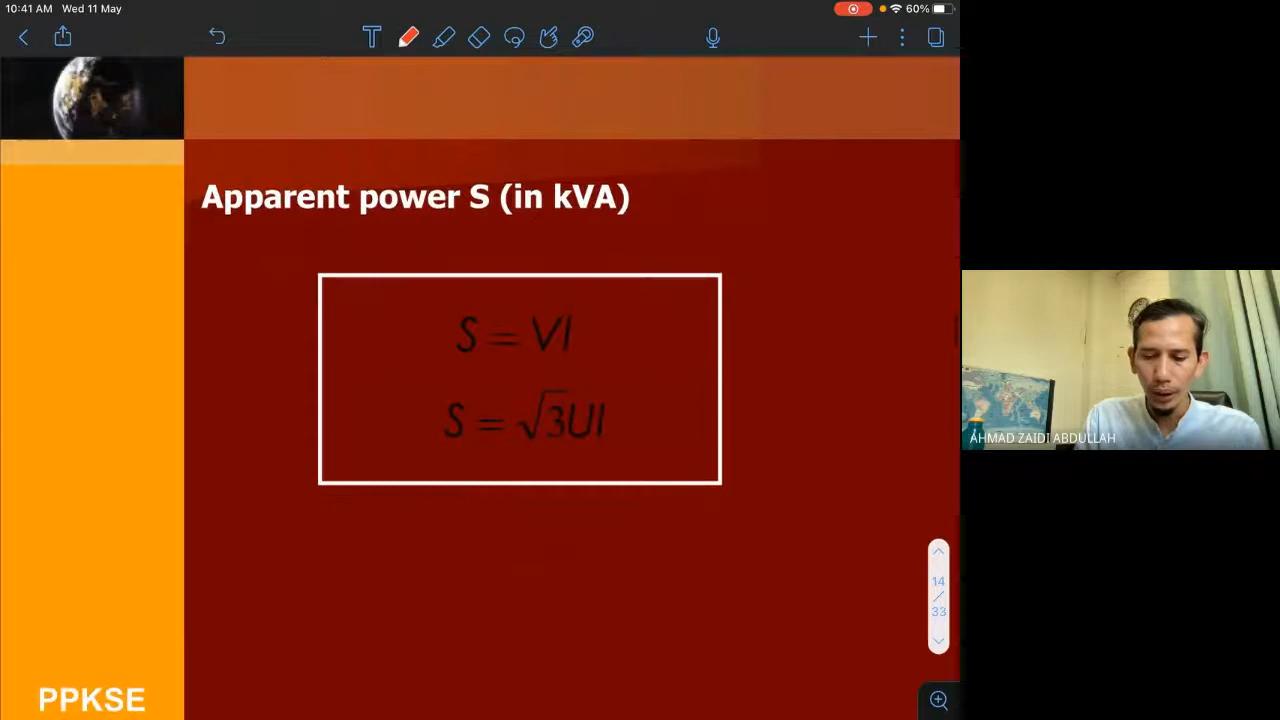 10:41 AM Wed 11 May
60%
Apparent power S (in kVA)
S = VI
S = √3UI
AHMAD ZAIDI ABDULLAH
14
/
33
PPKSE